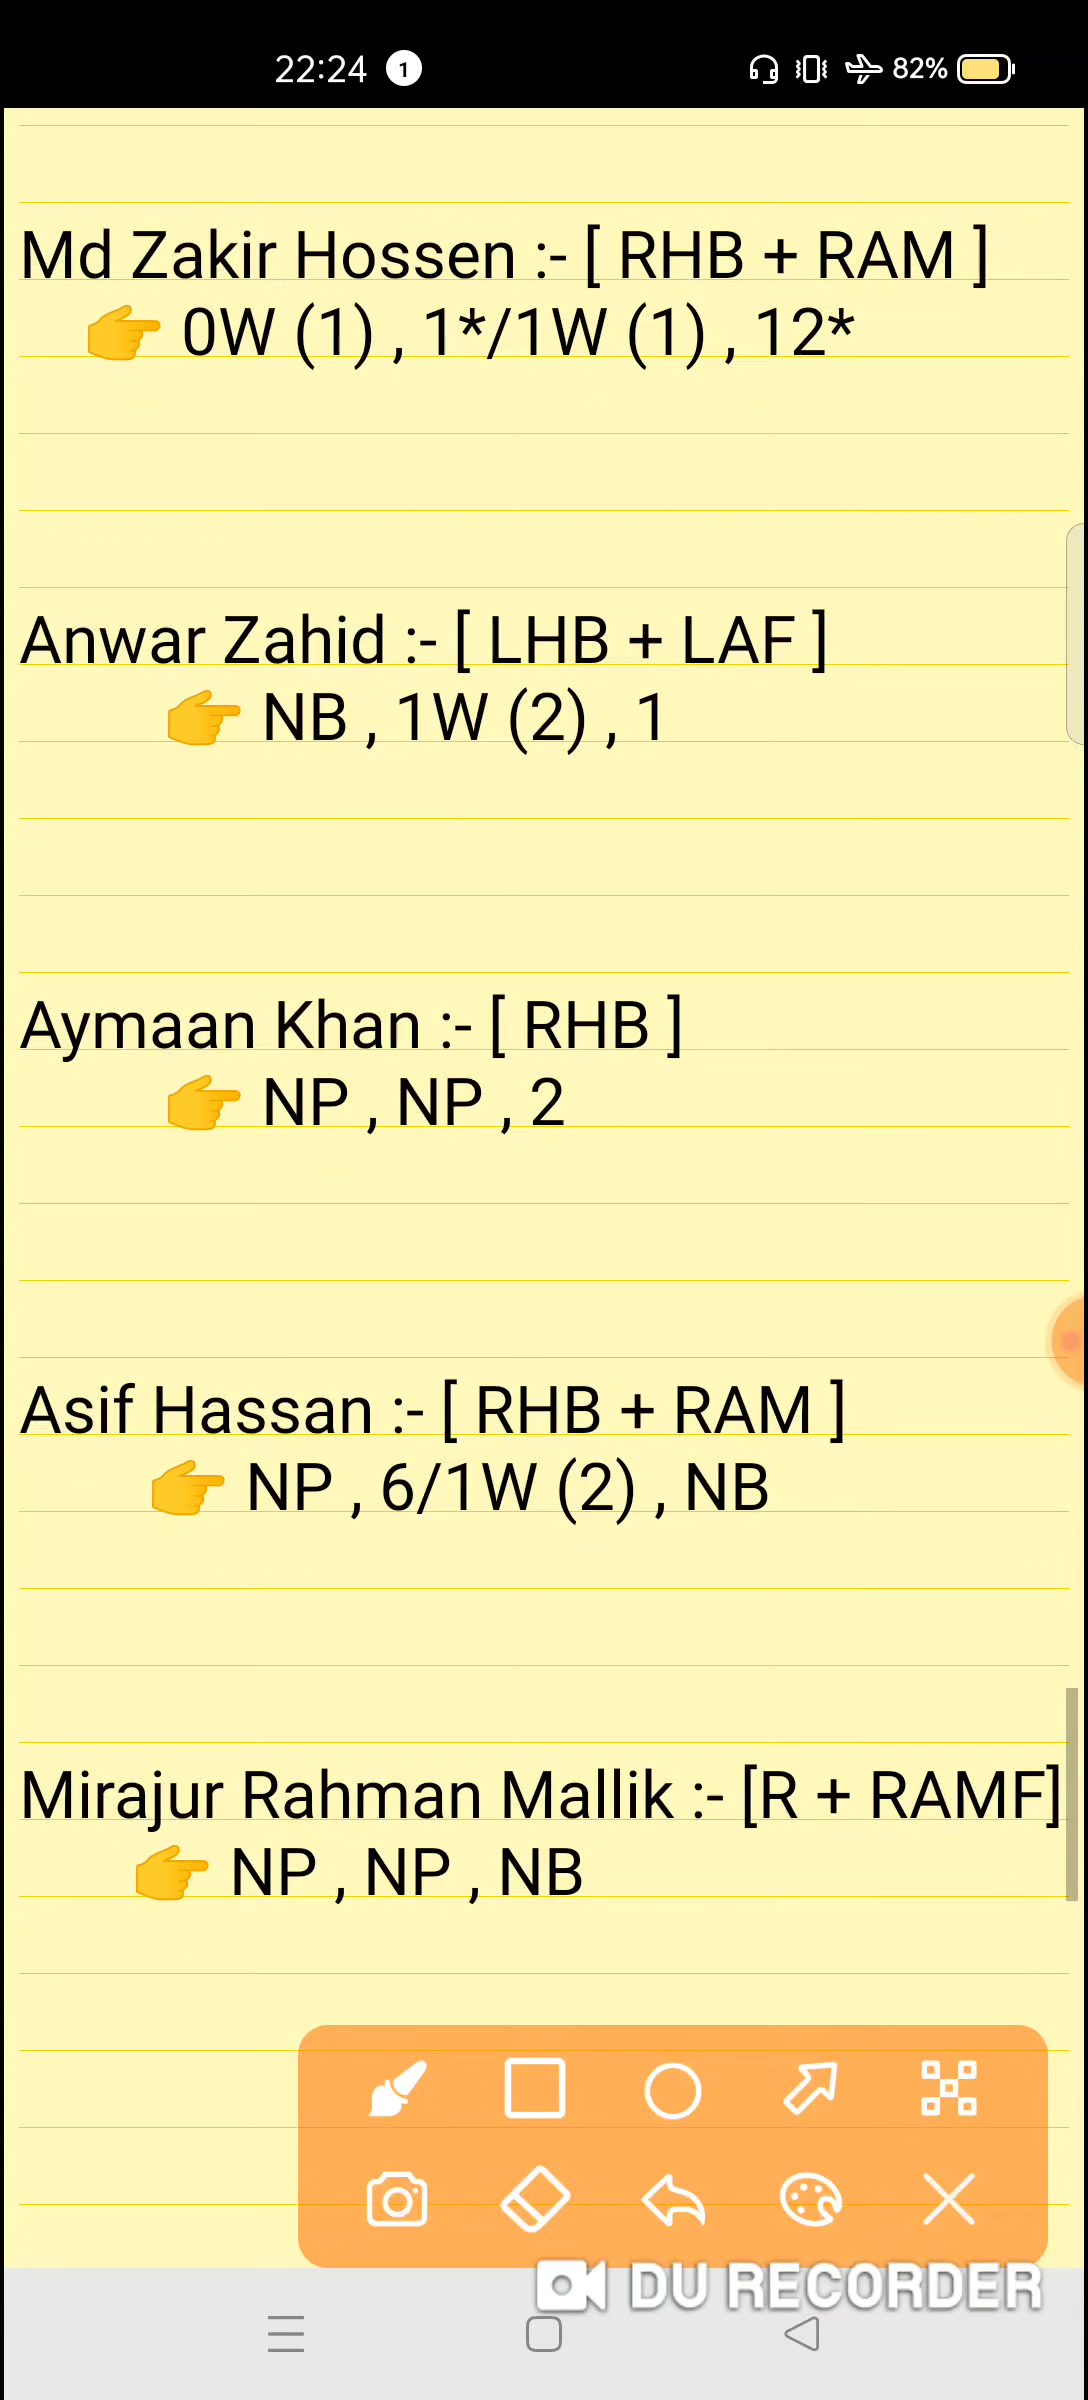 22:24 1 82%
Md Zakir Hossen :- [ RHB + RAM ]
👉 0W (1) , 1*/1W (1) , 12*
Anwar Zahid :- [ LHB + LAF ]
👉 NB , 1W (2) , 1
Aymaan Khan :- [ RHB ]
👉 NP , NP , 2
Asif Hassan :- [ RHB + RAM ]
👉 NP , 6/1W (2) , NB
Mirajur Rahman Mallik :- [R + RAMF]
👉 NP , NP , NB
DU RECORDER